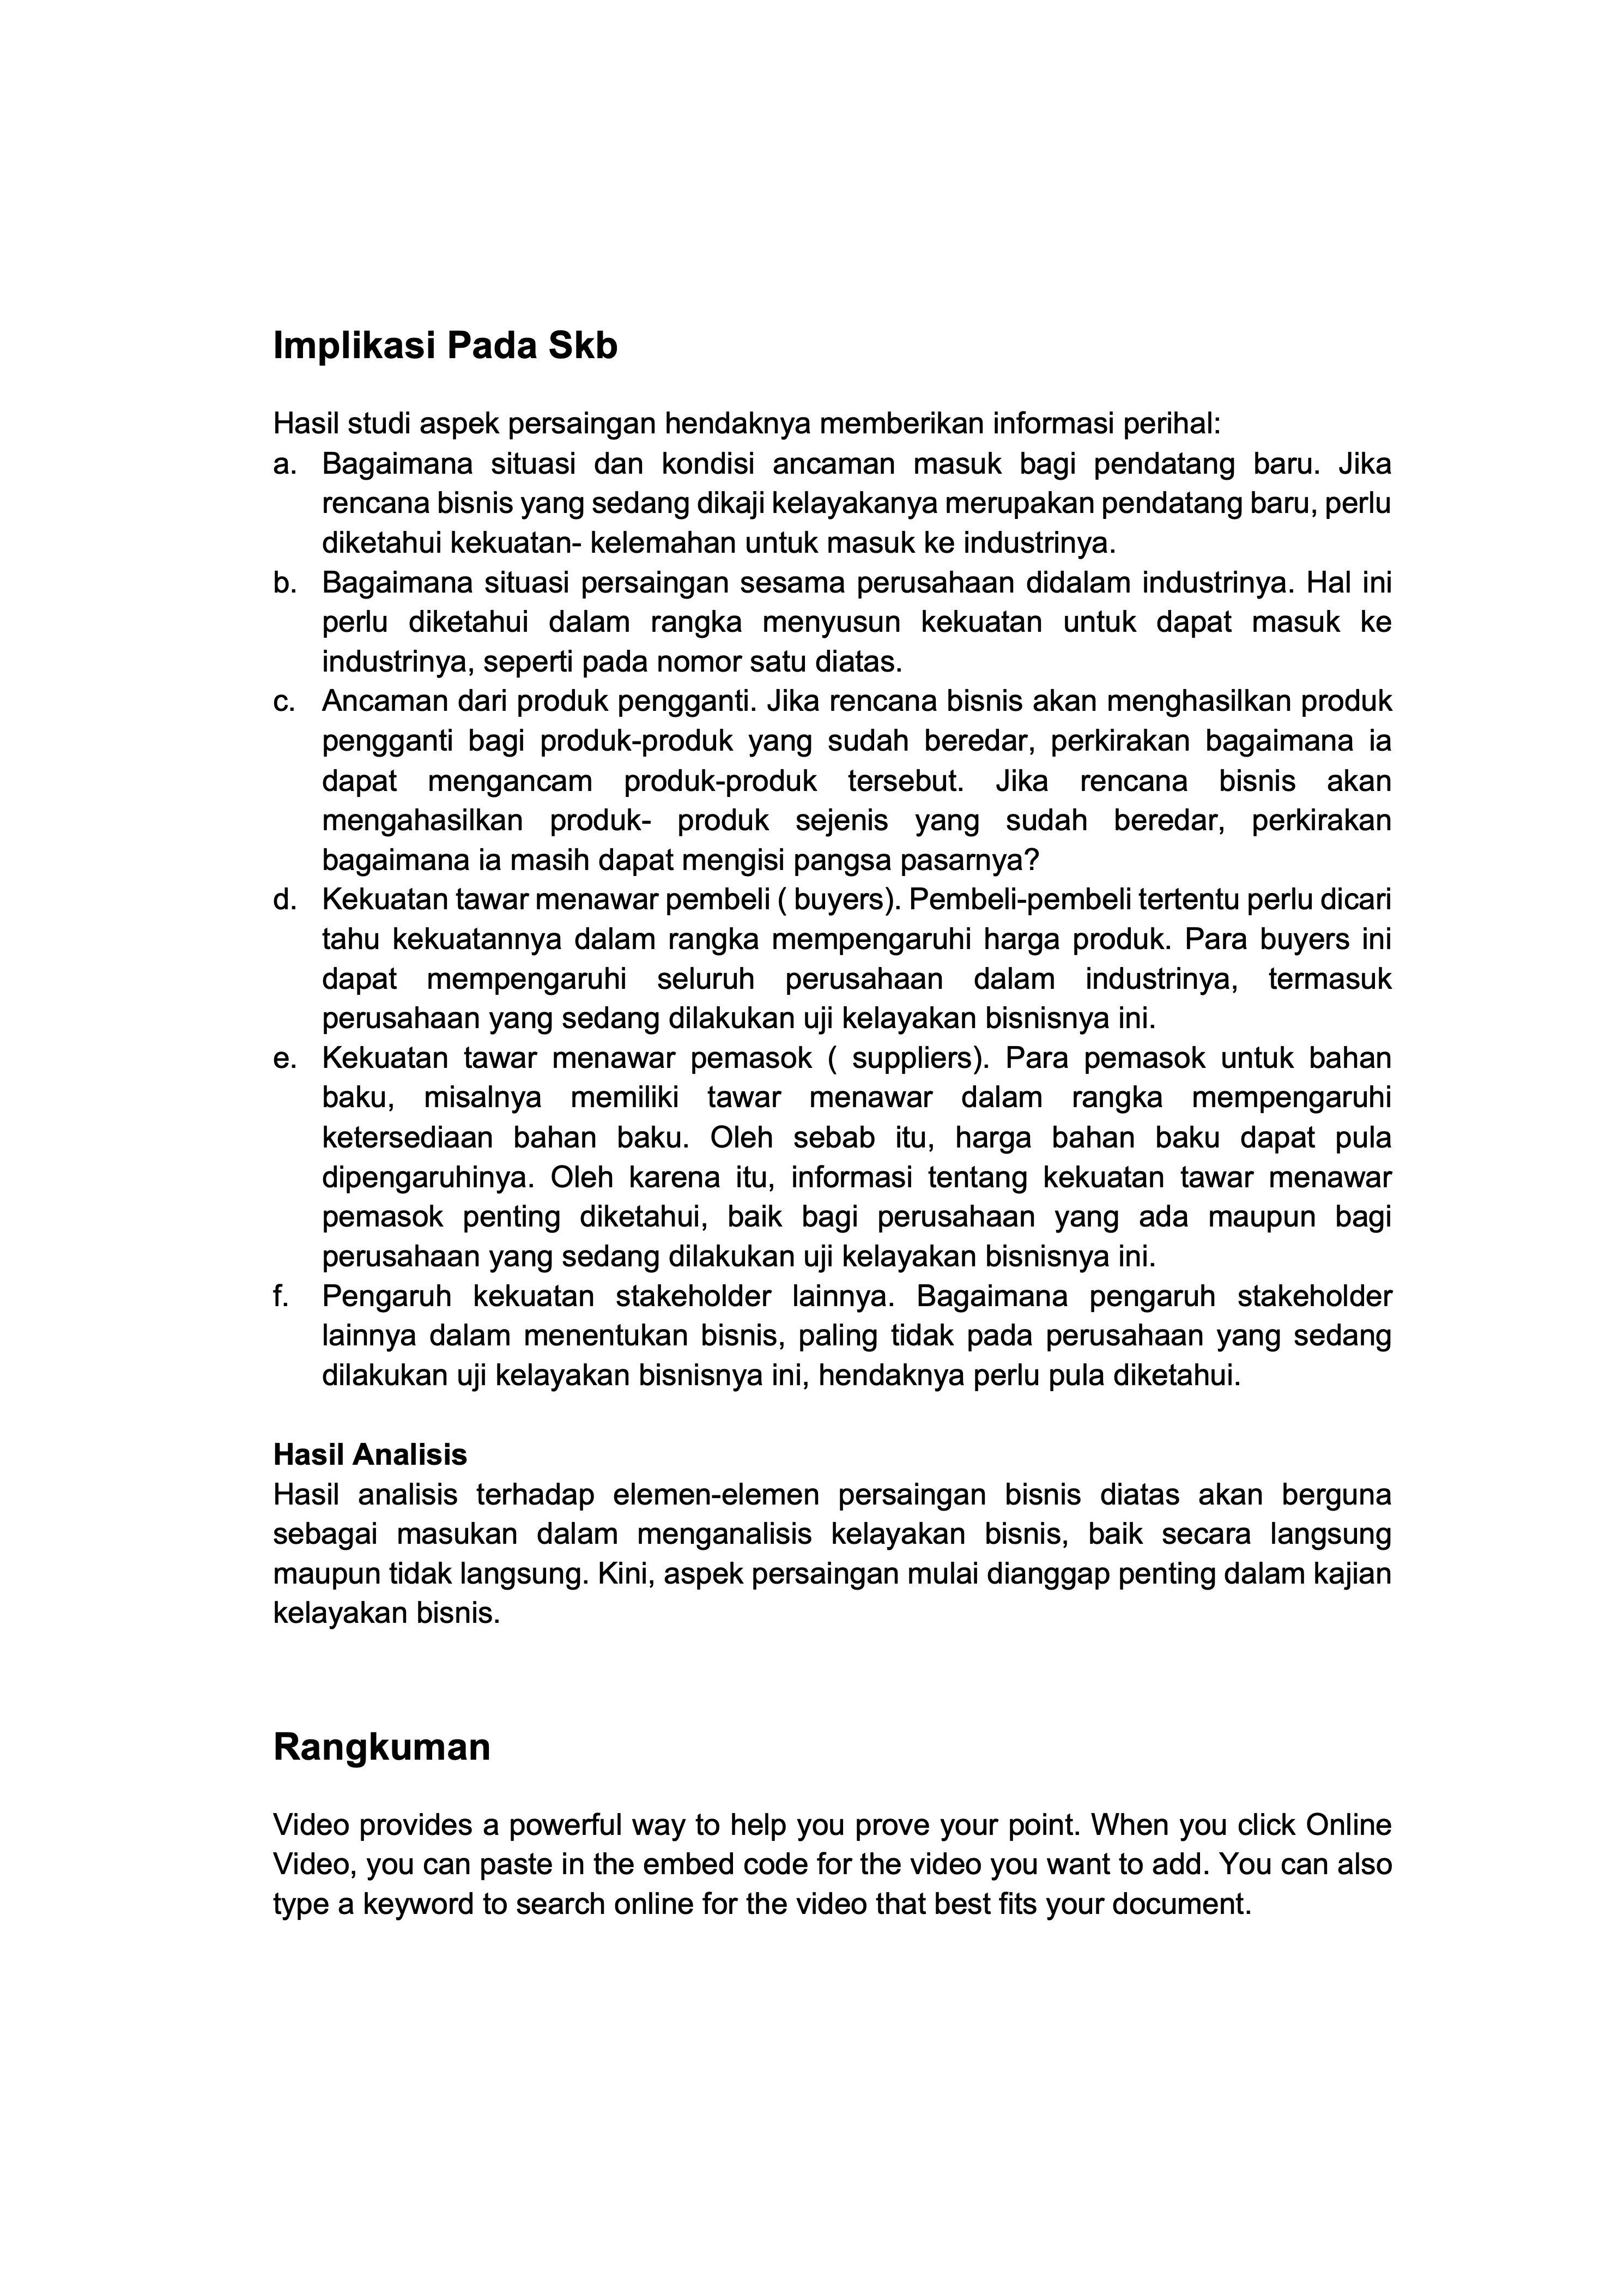 Implikasi Pada Skb
Hasil studi aspek persaingan hendaknya memberikan informasi perihal:
a. Bagaimana situasi dan kondisi ancaman masuk bagi pendatang baru. Jika
rencana bisnis yang sedang dikaji kelayakanya merupakan pendatang baru, perlu
diketahui kekuatan- kelemahan untuk masuk ke industrinya.
b. Bagaimana situasi persaingan sesama perusahaan didalam industrinya. Hal ini
perlu diketahui dalam rangka menyusun kekuatan untuk dapat masuk ke
industrinya, seperti pada nomor satu diatas.
c. Ancaman dari produk pengganti. Jika rencana bisnis akan menghasilkan produk
pengganti bagi produk-produk yang sudah beredar, perkirakan bagaimana ia
dapat mengancam produk-produk tersebut. Jika rencana bisnis akan
mengahasilkan produk- produk sejenis yang sudah beredar, perkirakan
bagaimana ia masih dapat mengisi pangsa pasarnya?
d. Kekuatan tawar menawar pembeli ( buyers). Pembeli-pembeli tertentu perlu dicari
tahu kekuatannya dalam rangka mempengaruhi harga produk. Para buyers ini
dapat mempengaruhi seluruh perusahaan dalam industrinya, termasuk
perusahaan yang sedang dilakukan uji kelayakan bisnisnya ini.
e. Kekuatan tawar menawar pemasok ( suppliers). Para pemasok untuk bahan
baku, misalnya memiliki tawar menawar dalam rangka mempengaruhi
ketersediaan bahan baku. Oleh sebab itu, harga bahan baku dapat pula
dipengaruhinya. Oleh karena itu, informasi tentang kekuatan tawar menawar
pemasok penting diketahui, baik bagi perusahaan yang ada maupun bagi
perusahaan yang sedang dilakukan uji kelayakan bisnisnya ini.
f. Pengaruh kekuatan stakeholder lainnya. Bagaimana pengaruh stakeholder
lainnya dalam menentukan bisnis, paling tidak pada perusahaan yang sedang
dilakukan uji kelayakan bisnisnya ini, hendaknya perlu pula diketahui.
Hasil Analisis
Hasil analisis terhadap elemen-elemen persaingan bisnis diatas akan berguna
sebagai masukan dalam menganalisis kelayakan bisnis, baik secara langsung
maupun tidak langsung. Kini, aspek persaingan mulai dianggap penting dalam kajian
kelayakan bisnis.
Rangkuman
Video provides a powerful way to help you prove your point. When you click Online
Video, you can paste in the embed code for the video you want to add. You can also
type a keyword to search online for the video that best fits your document.